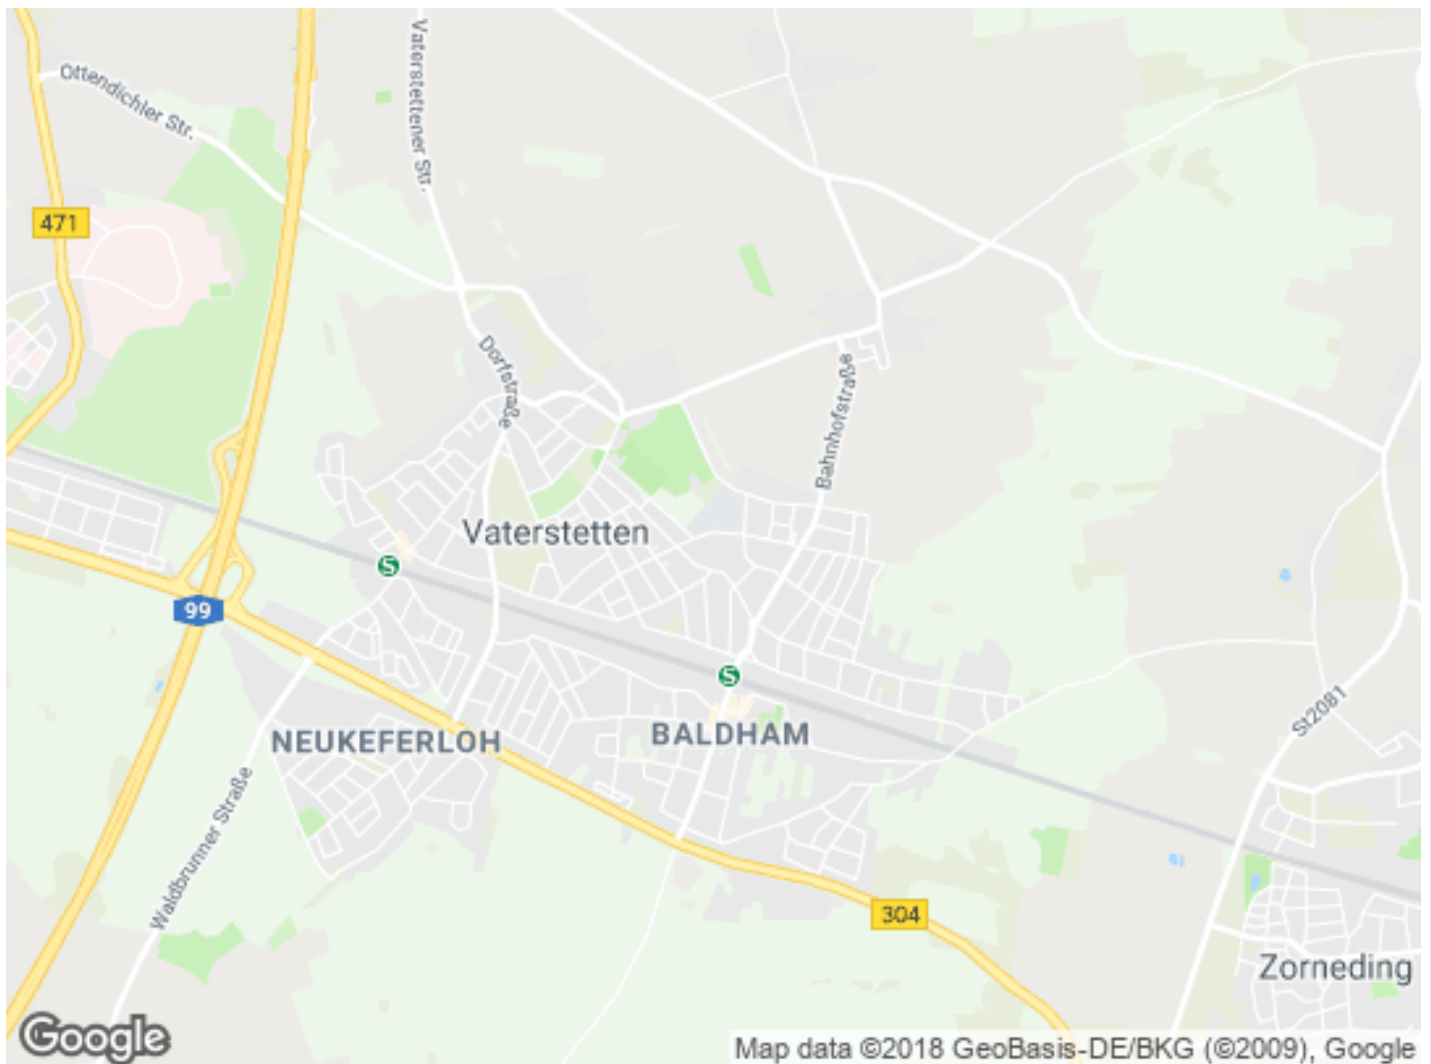 Ottendichler Str.
Vaterstettener Str.
471
Dorfstraße
Bahnhofstraße
Vaterstetten
S
99
S
St2081
NEUKEFERLOH
BALDHAM
Waldbrunner Straße
304
Zorneding
Google
Map data ©2018 GeoBasis-DE/BKG (©2009), Google